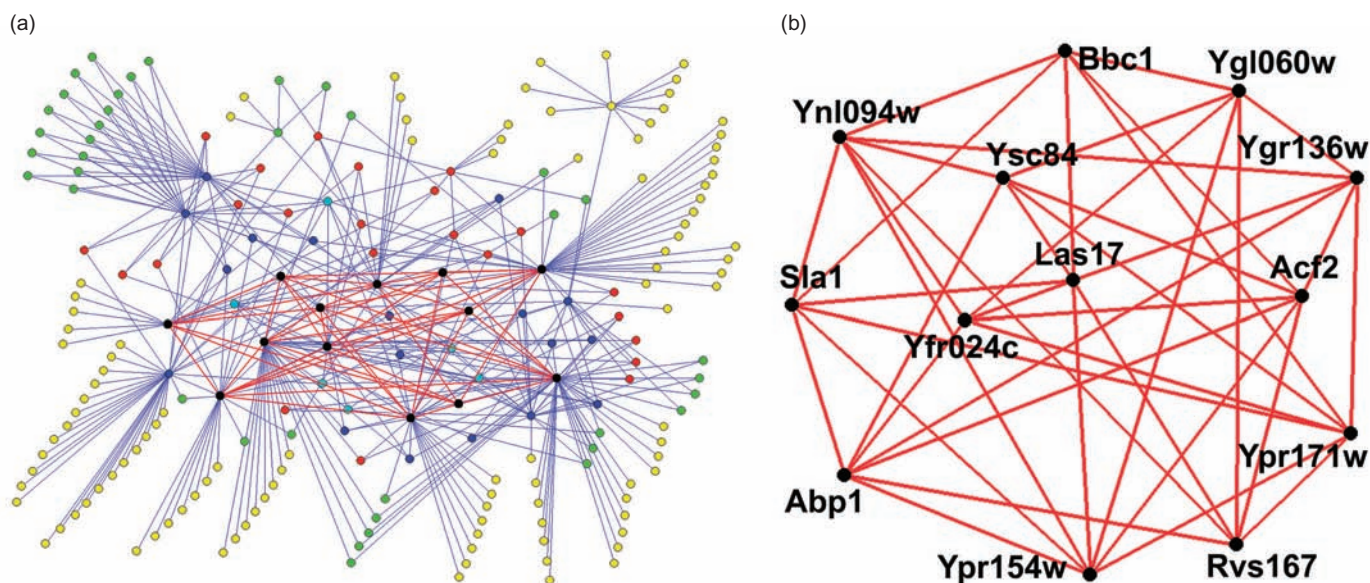 (a)
(b)
Bbc1
Ygl060w
Ynl094w
Ygr136w
Ysc84
Las17
Acf2
Sla1
Yfr024c
Ypr171w
Abp1
Ypr154w
Rvs167